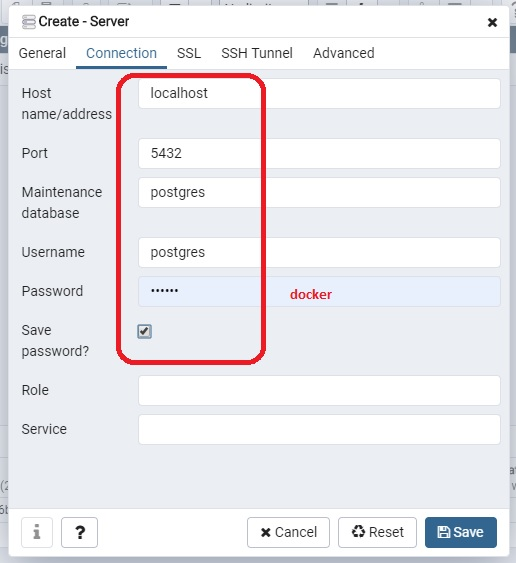 Create - Server
General Connection SSL SSH Tunnel Advanced
Host
name/address
localhost
Port
5432
Maintenance
database
postgres
Username
postgres
Password
••••••
docker
Save
password?
Role
Service
i
?
Cancel
Reset
Save